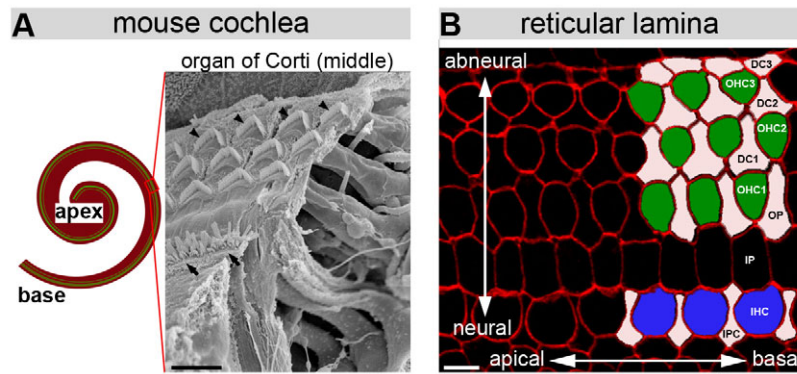 A mouse cochlea
organ of Corti (middle)
apex
base
B reticular lamina
abneural
DC3
OHC3
DC2
OHC2
DC1
OHC1
OP
IP
IHC
IPC
neural
apical
basa